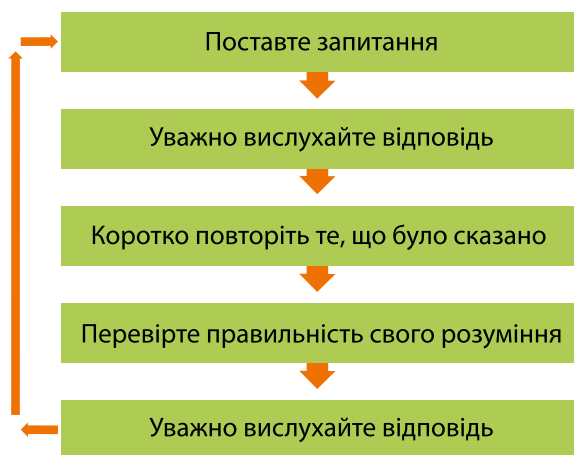 Поставте запитання
Уважно вислухайте відповідь
Коротко повторіть те, що було сказано
Перевірте правильність свого розуміння
Уважно вислухайте відповідь